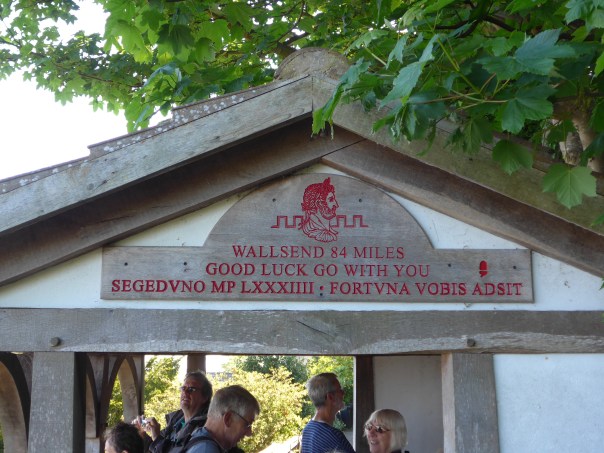 WALLSEND 84 MILES
GOOD LUCK GO WITH YOU
SEGEDVNO MP LXXXIIII : FORTVNA VOBIS ADSIT